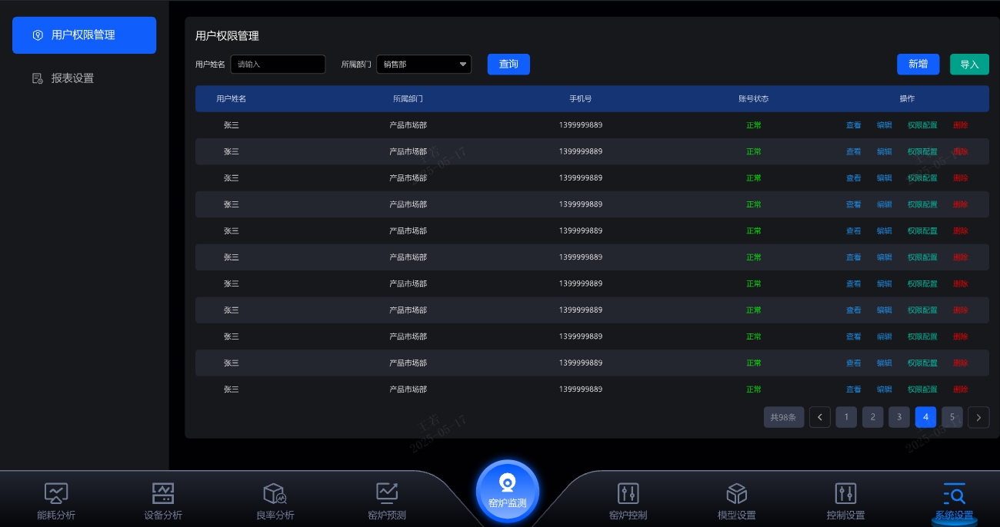 用户权限管理
报表设置
用户权限管理
用户姓名 请输入 所属部门 销售部 查询 新增 导入
用户姓名 所属部门 手机号 账号状态 操作
张三 产品市场部 1399999889 正常 查看 编辑 权限配置 删除
张三 产品市场部 1399999889 正常 查看 编辑 权限配置 删除
张三 产品市场部 1399999889 正常 查看 编辑 权限配置 删除
张三 产品市场部 1399999889 正常 查看 编辑 权限配置 删除
张三 产品市场部 1399999889 正常 查看 编辑 权限配置 删除
张三 产品市场部 1399999889 正常 查看 编辑 权限配置 删除
张三 产品市场部 1399999889 正常 查看 编辑 权限配置 删除
张三 产品市场部 1399999889 正常 查看 编辑 权限配置 删除
张三 产品市场部 1399999889 正常 查看 编辑 权限配置 删除
张三 产品市场部 1399999889 正常 查看 编辑 权限配置 删除
张三 产品市场部 1399999889 正常 查看 编辑 权限配置 删除
共98条 1 2 3 4 5
王若
2025-05-17
王若
2025-05-17
王若
2025-05-17
王若
2025-05-17
能耗分析 设备分析 良率分析 窑炉预测 窑炉监测 窑炉控制 模型设置 控制设置 系统设置